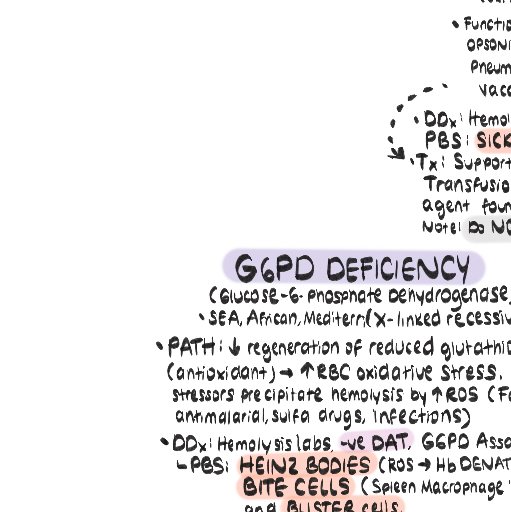 • Functi
OPSONI
Pneum
vacc
• DDx: Hemol
PBS: SICK
• Tx: Support
Transfusio
agent foun
Note: Do NO
G6PD DEFICIENCY
(Glucose-6-Phosphate Dehydrogenase
• SEA, African, Mediterr (X-linked recessiv
• PATH: ↓ regeneration of reduced glutathi
(antioxidant) → ↑RBC oxidative stress.
stressors precipitate hemolysis by ↑ROS (Fa
antimalarial, sulfa drugs, infections)
• DDx: Hemolysis labs, -ve DAT, G6PD Assa
PBS: HEINZ BODIES (ROS → Hb DENAT
BITE CELLS (Spleen Macrophage
and BLISTER cells.